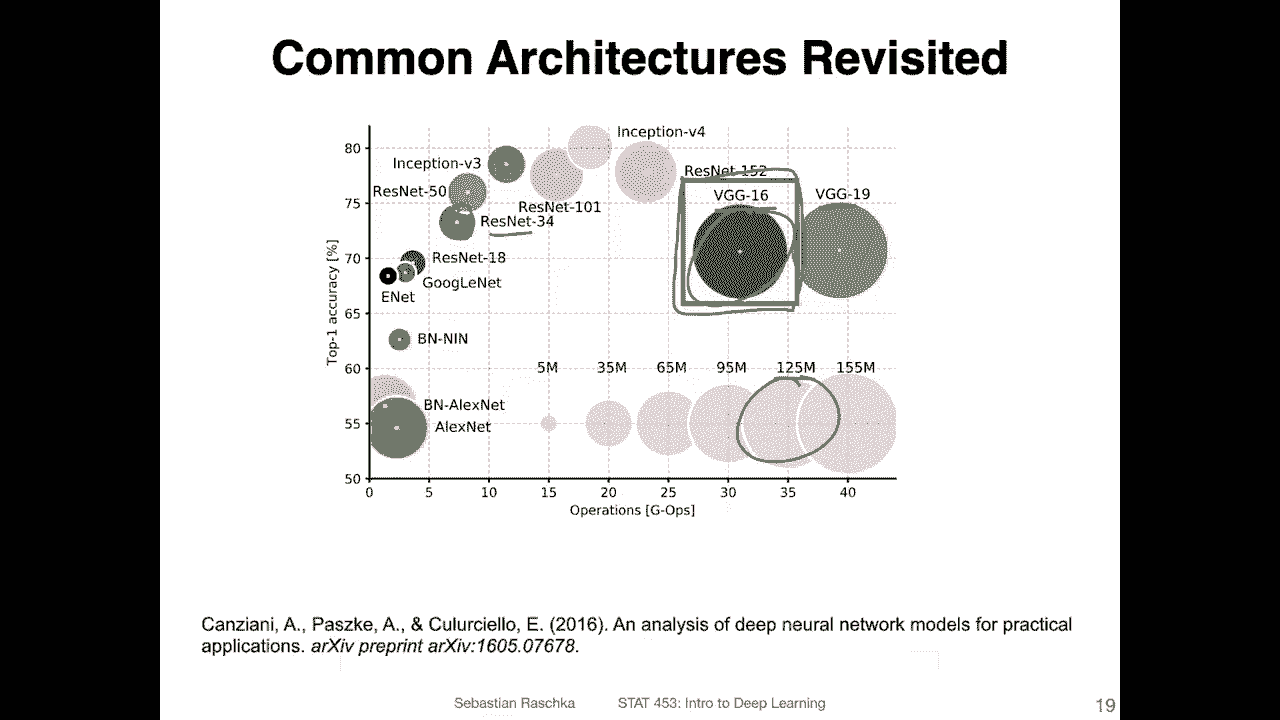 Common Architectures Revisited
Inception-v4
80
Inception-v3
ResNet-152
ResNet-50
VGG-16
VGG-19
75
ResNet-101
ResNet-34
70
ResNet-18
GoogLeNet
ENet
65
BN-NIN
60
5M 35M 65M 95M 125M 155M
BN-AlexNet
55
AlexNet
50
Top-1 accuracy [%]
0 5 10 15 20 25 30 35 40
Operations [G-Ops]
Canziani, A., Paszke, A., & Culurciello, E. (2016). An analysis of deep neural network models for practical
applications. arXiv preprint arXiv:1605.07678.
Sebastian Raschka STAT 453: Intro to Deep Learning 19